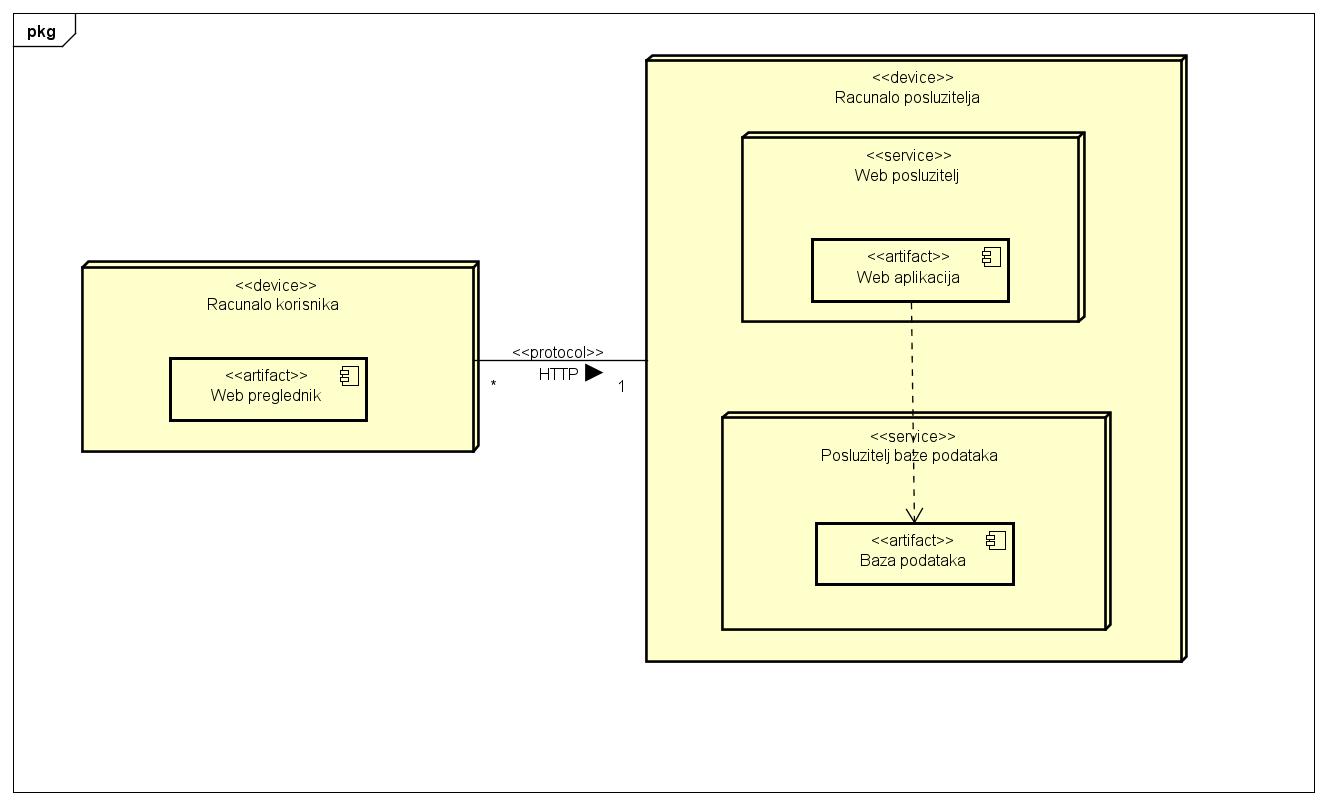 pkg
<<device>>
Racunalo korisnika
<<artifact>>
Web preglednik
<<protocol>>
HTTP
*
1
<<device>>
Racunalo posluzitelja
<<service>>
Web posluzitelj
<<artifact>>
Web aplikacija
<<service>>
Posluzitelj baze podataka
<<artifact>>
Baza podataka